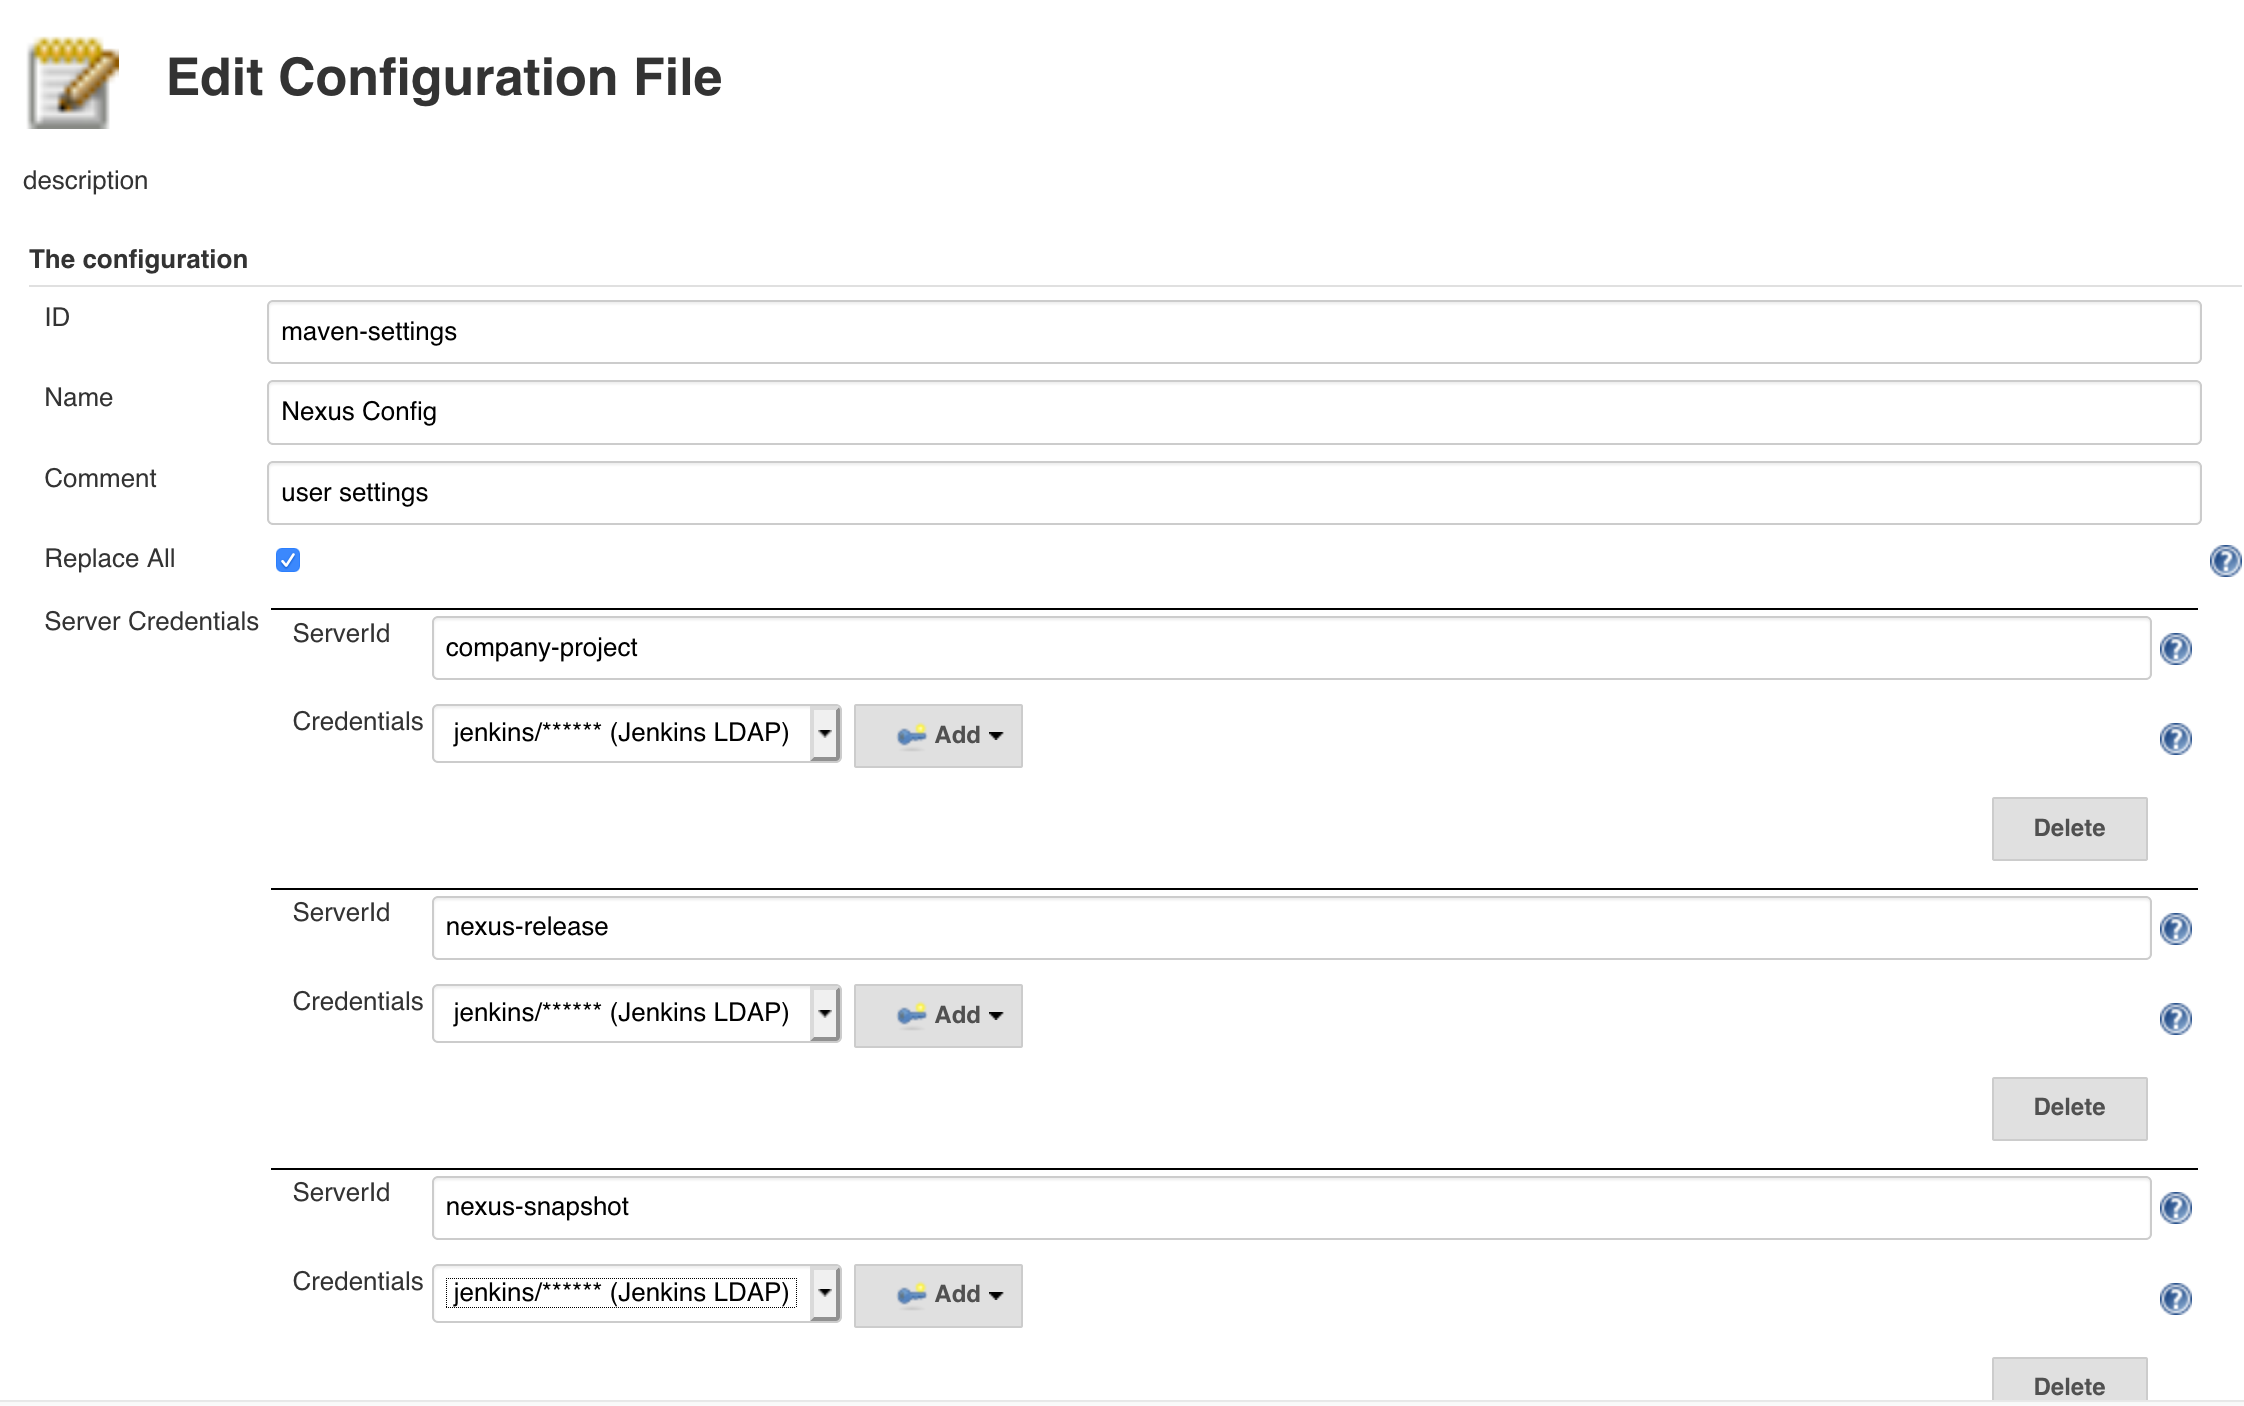 Edit Configuration File
description
The configuration
ID
maven-settings
Name
Nexus Config
Comment
user settings
Replace All
Server Credentials
ServerId
company-project
Credentials
jenkins/****** (Jenkins LDAP)
Add
Delete
ServerId
nexus-release
Credentials
jenkins/****** (Jenkins LDAP)
Add
Delete
ServerId
nexus-snapshot
Credentials
jenkins/****** (Jenkins LDAP)
Add
Delete